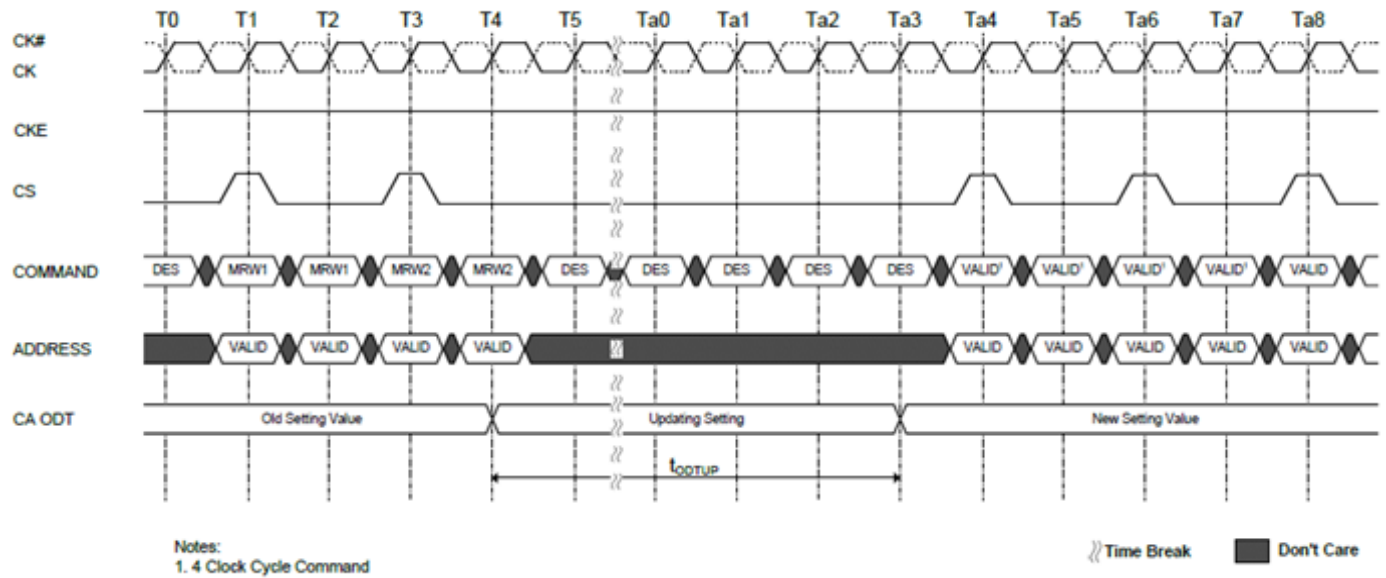 T0 T1 T2 T3 T4 T5 Ta0 Ta1 Ta2 Ta3 Ta4 Ta5 Ta6 Ta7 Ta8
CK#
CK
CKE
CS
COMMAND DES MRW1 MRW1 MRW2 MRW2 DES DES DES DES DES VALID¹ VALID¹ VALID¹ VALID¹ VALID
ADDRESS VALID VALID VALID VALID VALID VALID VALID VALID VALID
CA ODT Old Setting Value Updating Setting New Setting Value
tODTUP
Notes:
1. 4 Clock Cycle Command
Time Break Don't Care